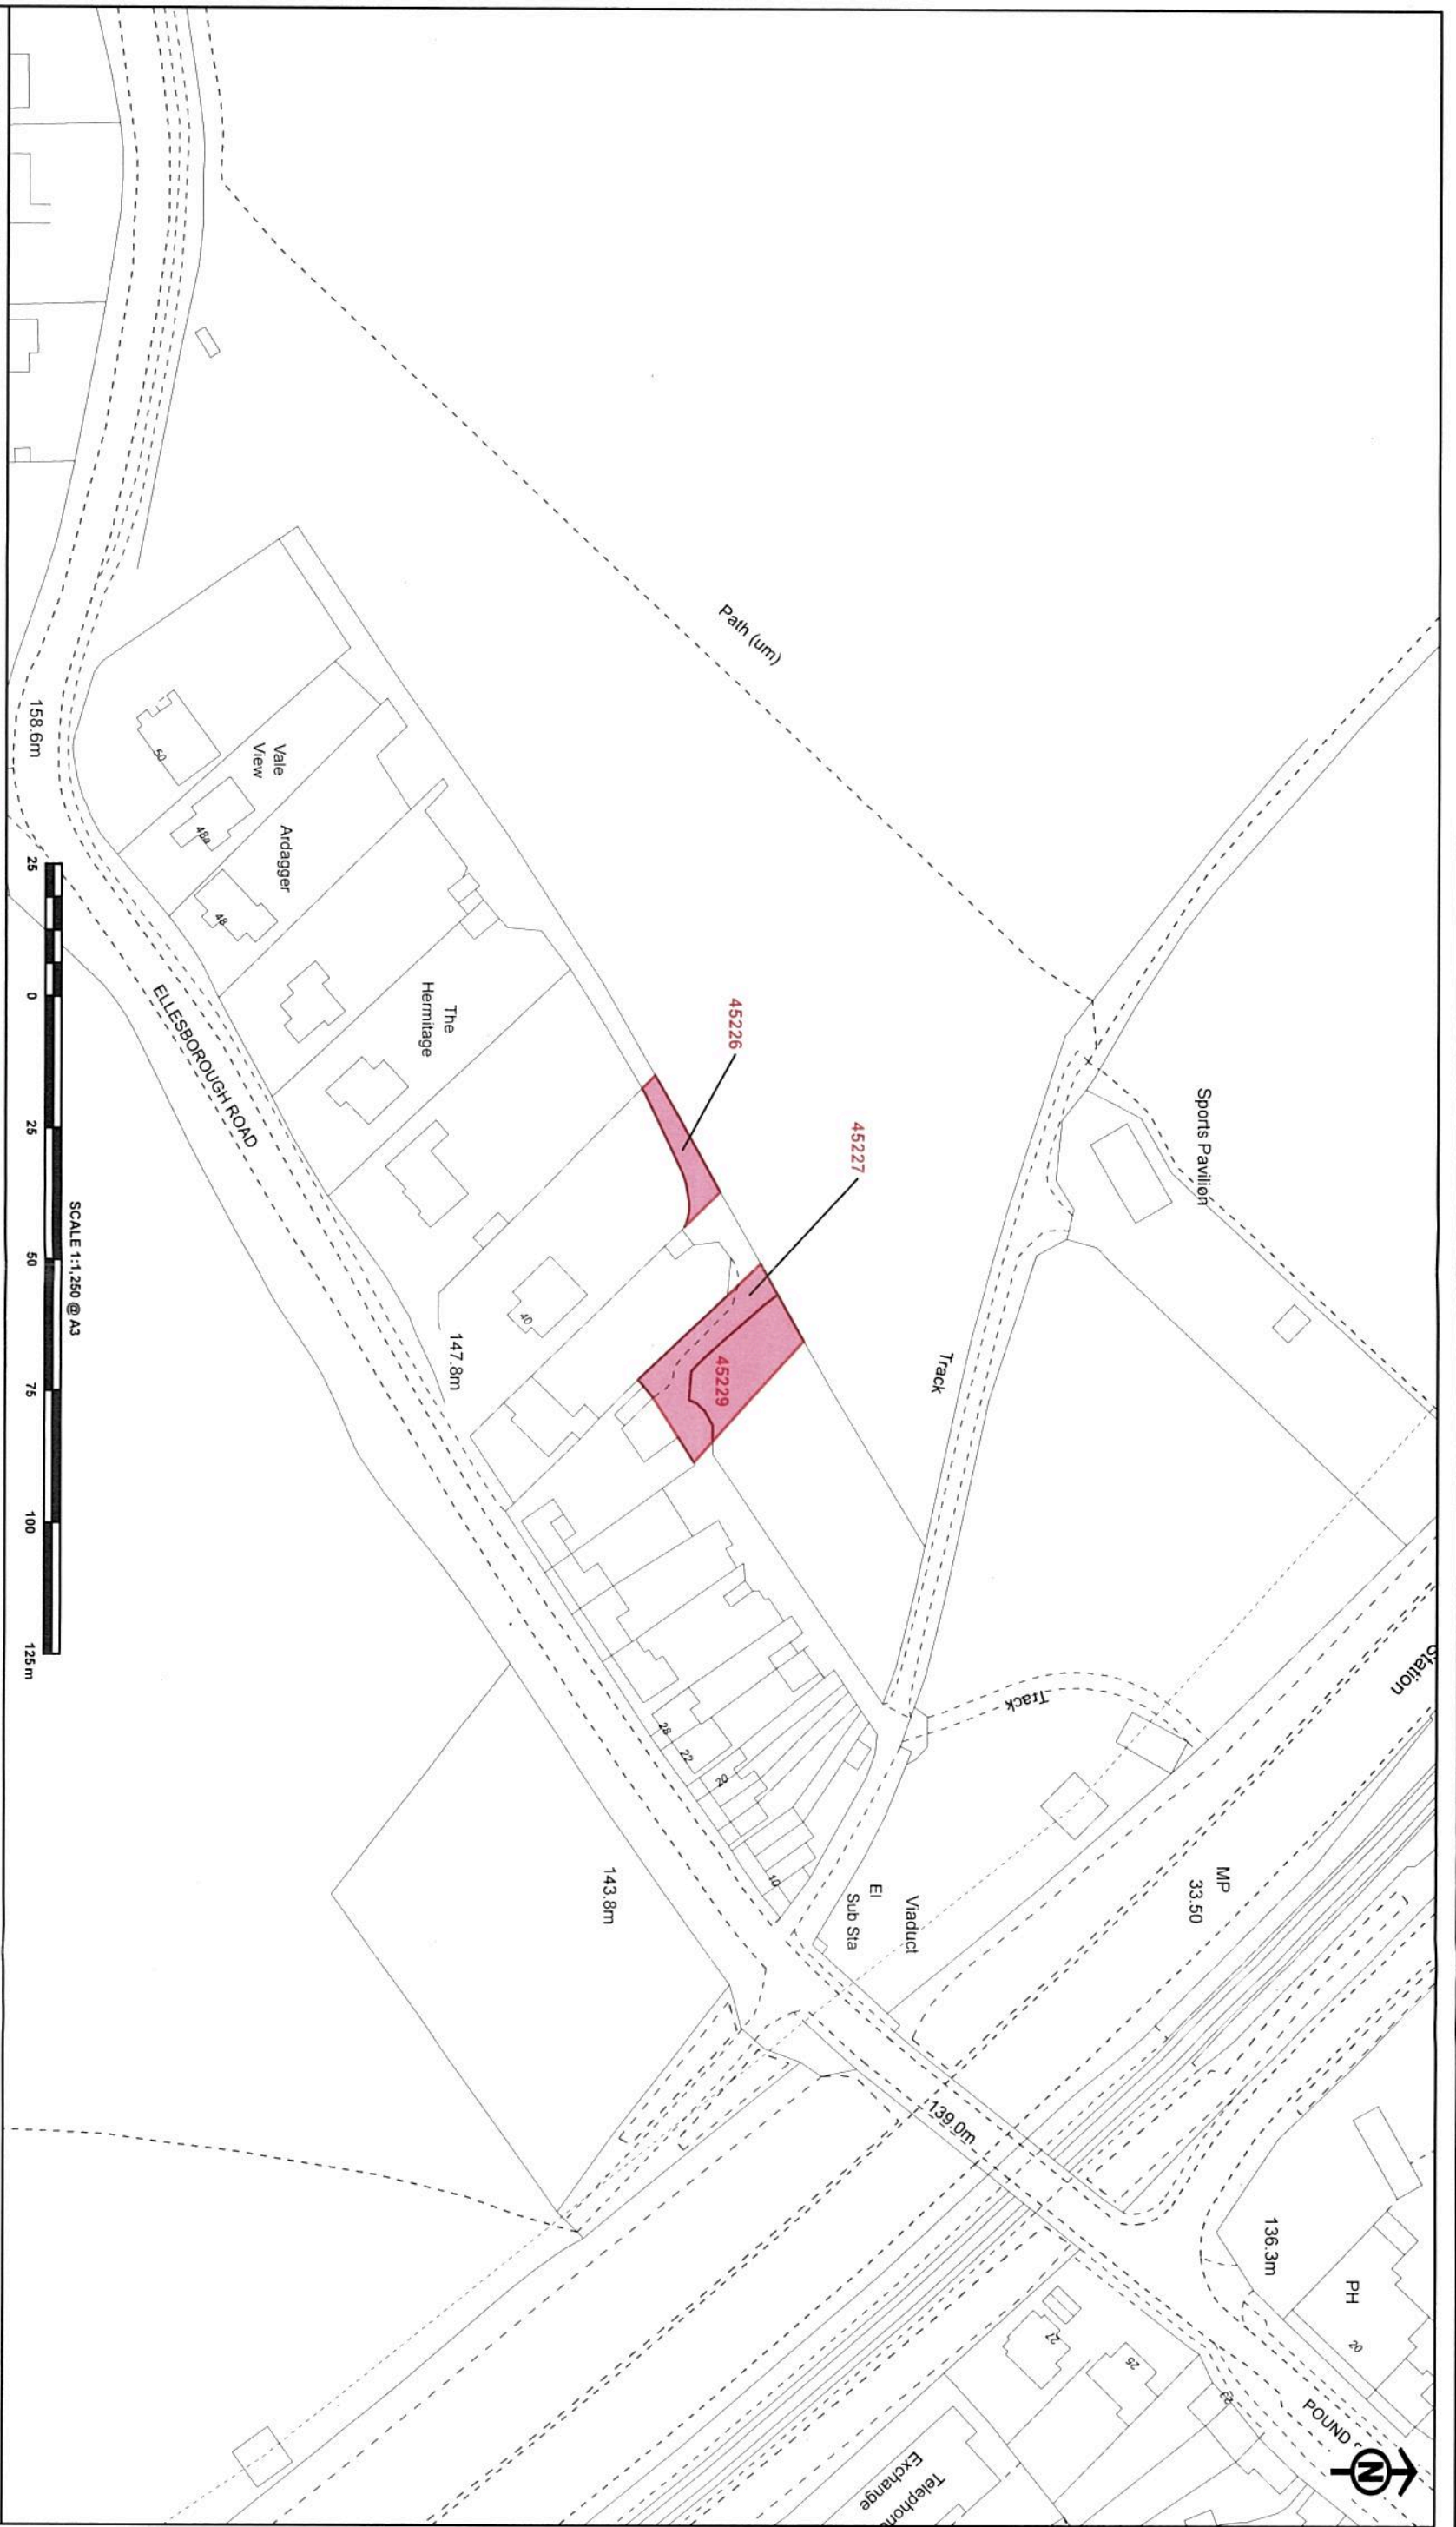 Station
MP
33.50
136.3m
PH
20
POUND
N
Sports Pavilion
Track
Viaduct
El
Sub Sta
139.0m
23
25
27
Telephone
Exchange
Path (um)
45227
45226
Track
45229
10
20
22
28
143.8m
147.8m
40
The
Hermitage
Ardagger
48
Vale
View
48a
50
ELLESBOROUGH ROAD
158.6m
SCALE 1:1,250 @ A3
25 0 25 50 75 100 125 m